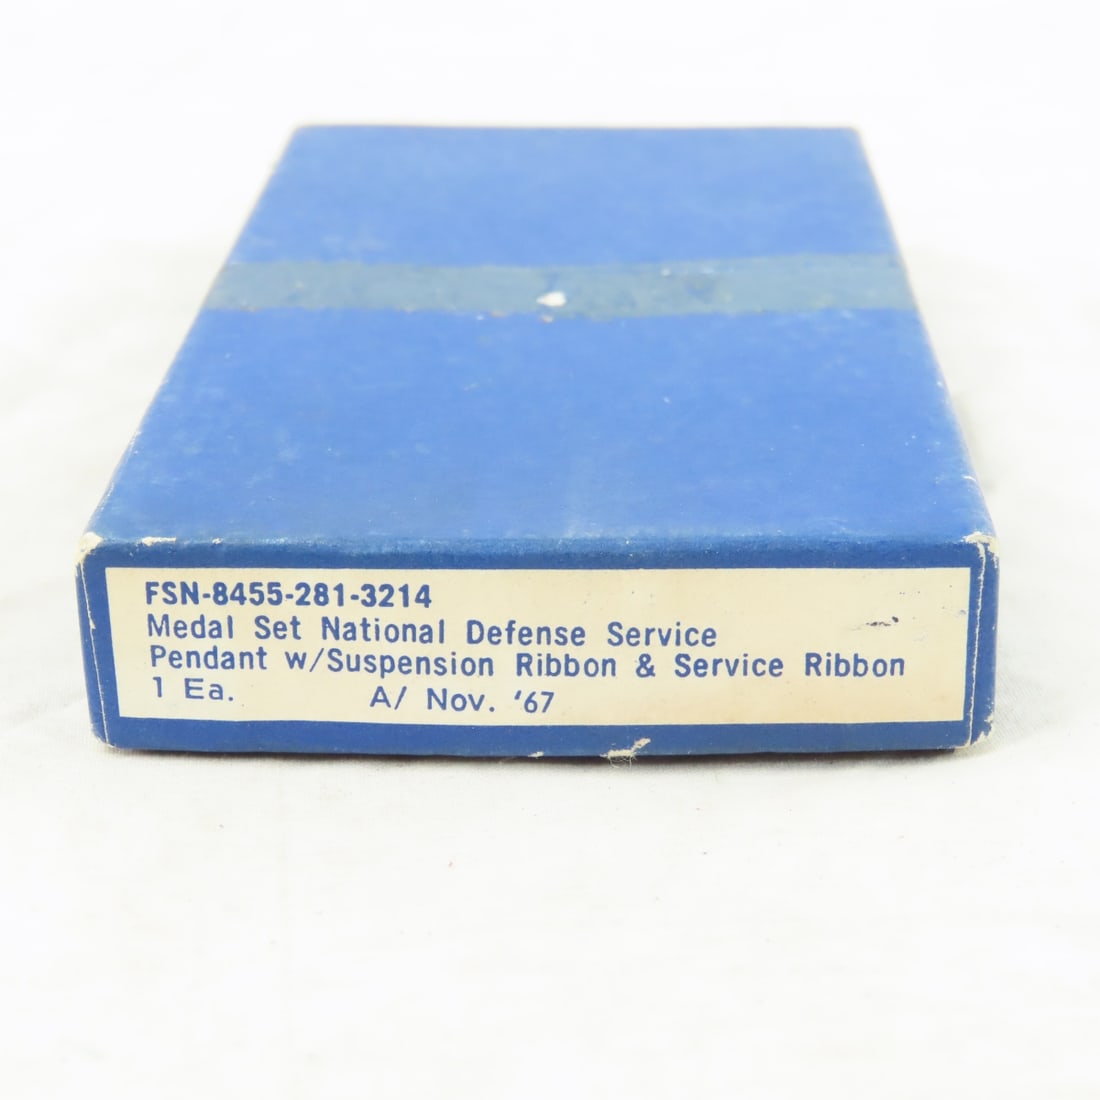 FSN-8455-281-3214
Medal Set National Defense Service
Pendant w/Suspension Ribbon & Service Ribbon
1 Ea. A/ Nov. '67